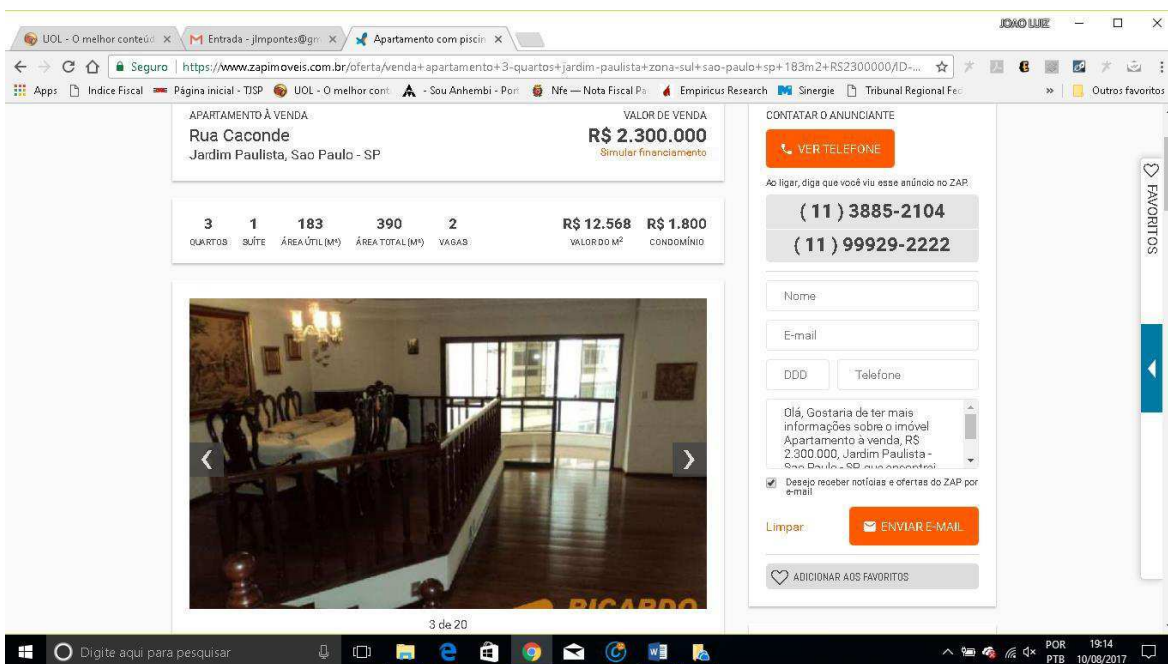 JOAO LUIZ
UOL - O melhor conteúd
Entrada - jlmpontes@gm
Apartamento com piscin
Seguro
https://www.zapimoveis.com.br/oferta/venda+apartamento+3-quartos+jardim-paulista+zona-sul+sao-paulo+sp+183m2+RS2300000/ID-...
Apps
Indice Fiscal
Página inicial - TJSP
UOL - O melhor cont
- Sou Anhembi - Port
Nfe — Nota Fiscal Pa
Empiricus Research
Sinergie
Tribunal Regional Fed
»
Outros favoritos
APARTAMENTO À VENDA
Rua Caconde
Jardim Paulista, Sao Paulo - SP
VALOR DE VENDA
R$ 2.300.000
Simular financiamento
3 1 183 390 2 R$ 12.568 R$ 1.800
QUARTOS SUÍTE ÁREA ÚTIL (M²) ÁREA TOTAL (M²) VAGAS VALOR DO M² CONDOMÍNIO
RICARDO
3 de 20
CONTATAR O ANUNCIANTE
VER TELEFONE
Ao ligar, diga que você viu esse anúncio no ZAP.
( 11 ) 3885-2104
( 11 ) 99929-2222
Nome
E-mail
DDD Telefone
Olá, Gostaria de ter mais
informações sobre o imóvel
Apartamento à venda, R$
2.300.000, Jardim Paulista -
Sao Paulo - SP, que encontrei
Desejo receber notícias e ofertas do ZAP por
e-mail
Limpar
ENVIAR E-MAIL
ADICIONAR AOS FAVORITOS
FAVORITOS
Digite aqui para pesquisar
POR
PTB
19:14
10/08/2017